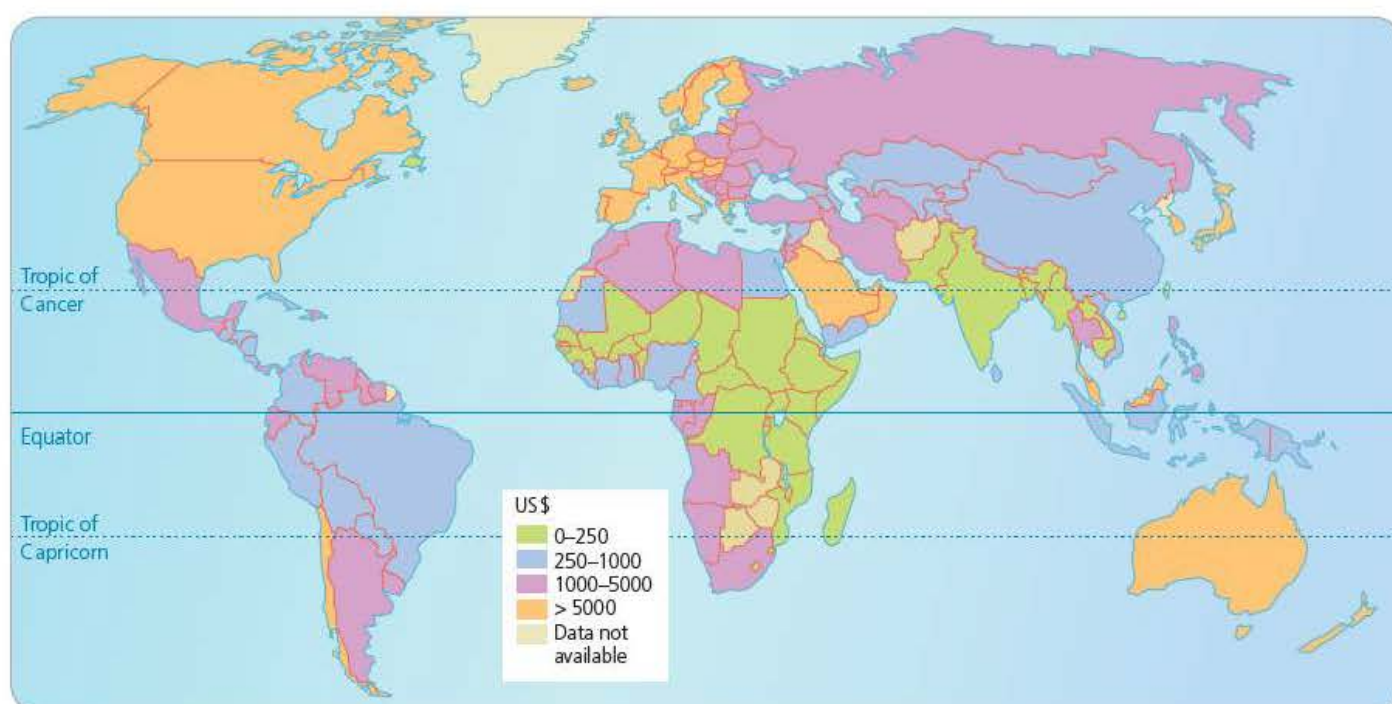 Tropic of
Cancer
Equator
Tropic of
Capricorn
US$
0–250
250–1000
1000–5000
> 5000
Data not
available